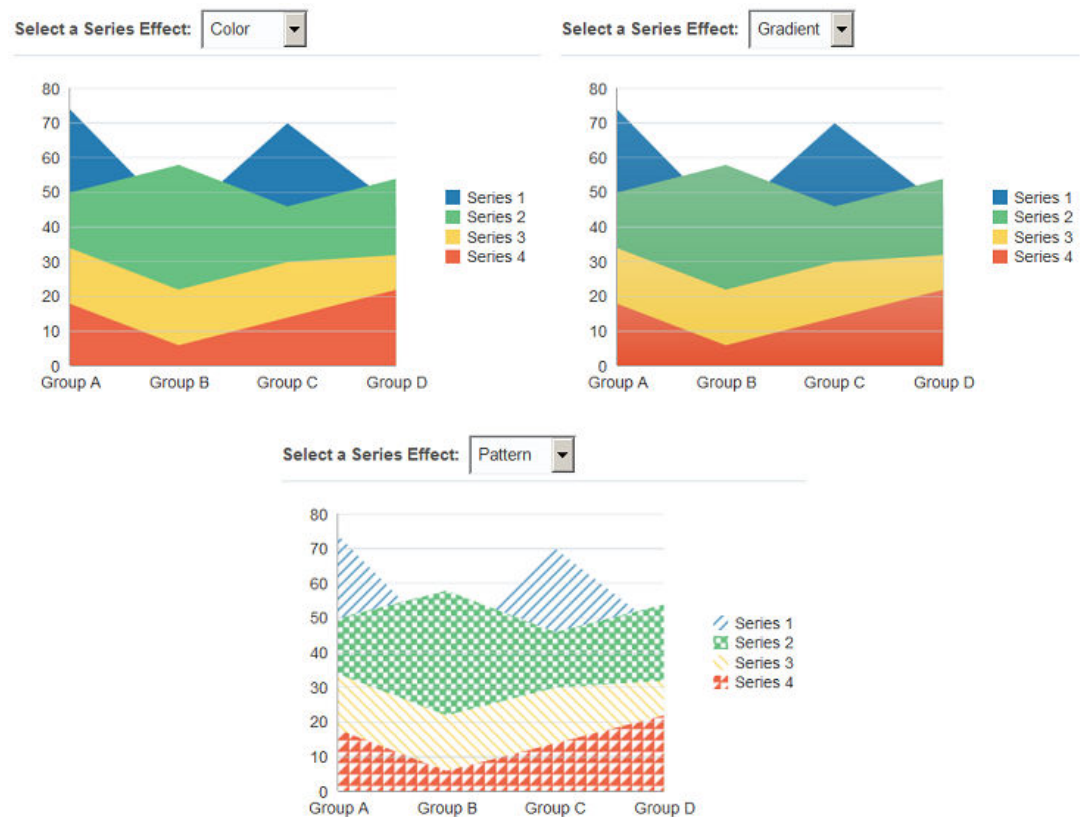 Select a Series Effect: Color
80
70
60
50
40
30
20
10
0
Group A Group B Group C Group D
Series 1
Series 2
Series 3
Series 4
Select a Series Effect: Gradient
80
70
60
50
40
30
20
10
0
Group A Group B Group C Group D
Series 1
Series 2
Series 3
Series 4
Select a Series Effect: Pattern
80
70
60
50
40
30
20
10
0
Group A Group B Group C Group D
Series 1
Series 2
Series 3
Series 4